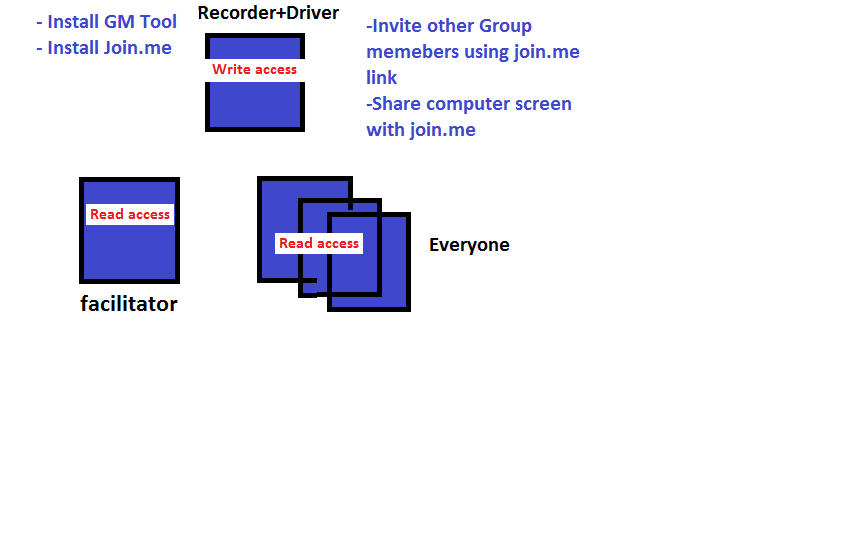 - Install GM Tool
- Install Join.me
Recorder+Driver
Write access
-Invite other Group
memebers using join.me
link
-Share computer screen
with join.me
Read access
facilitator
Read access
Everyone